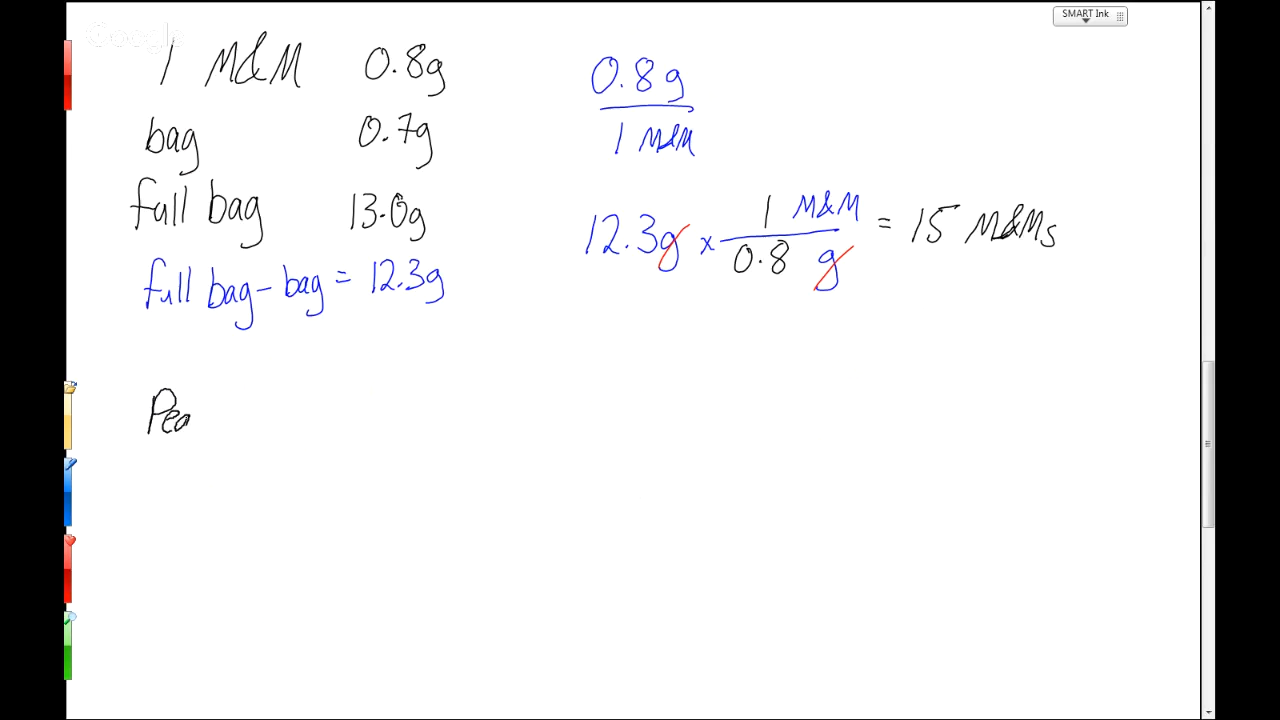 SMART Ink
Google
1 M&M 0.8g
bag 0.7g
full bag 13.0g
full bag - bag = 12.3g
0.8g
1 M&M
12.3g x 1 M&M = 15 M&Ms
0.8 g
Pea